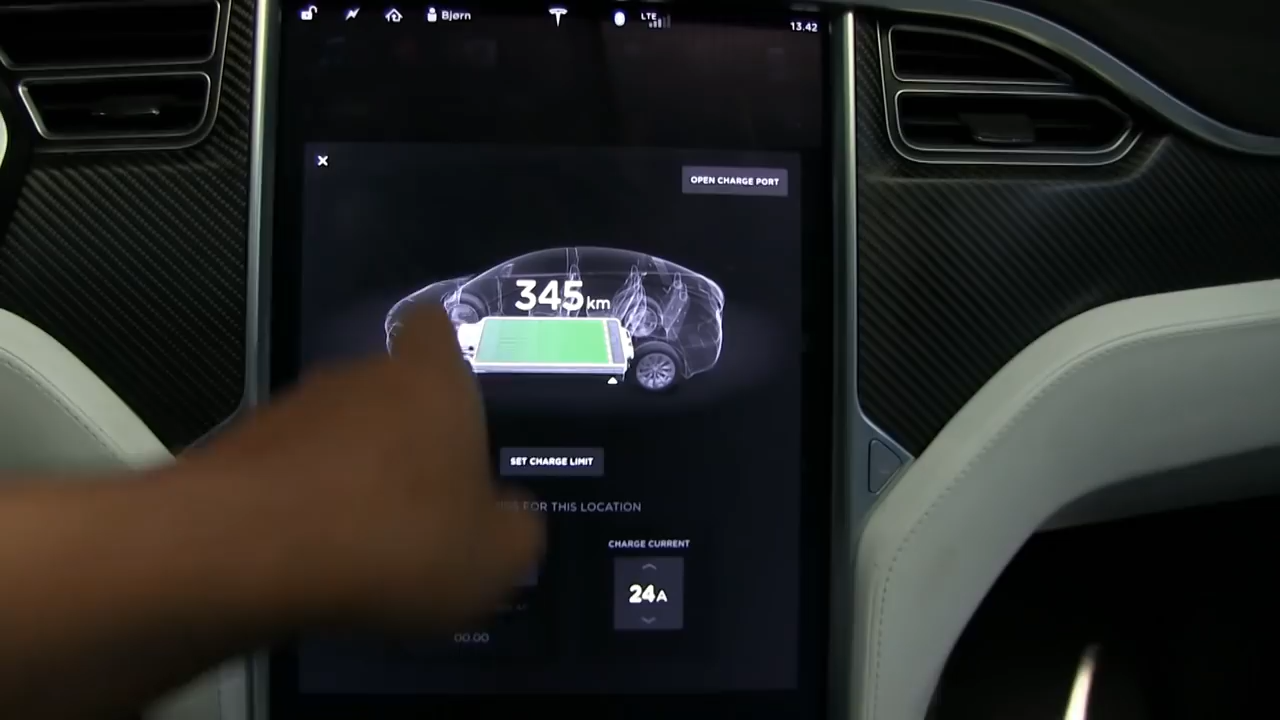 Bjørn
LTE
13.42
X
OPEN CHARGE PORT
345 km
SET CHARGE LIMIT
FOR THIS LOCATION
CHARGE CURRENT
24A
00.00